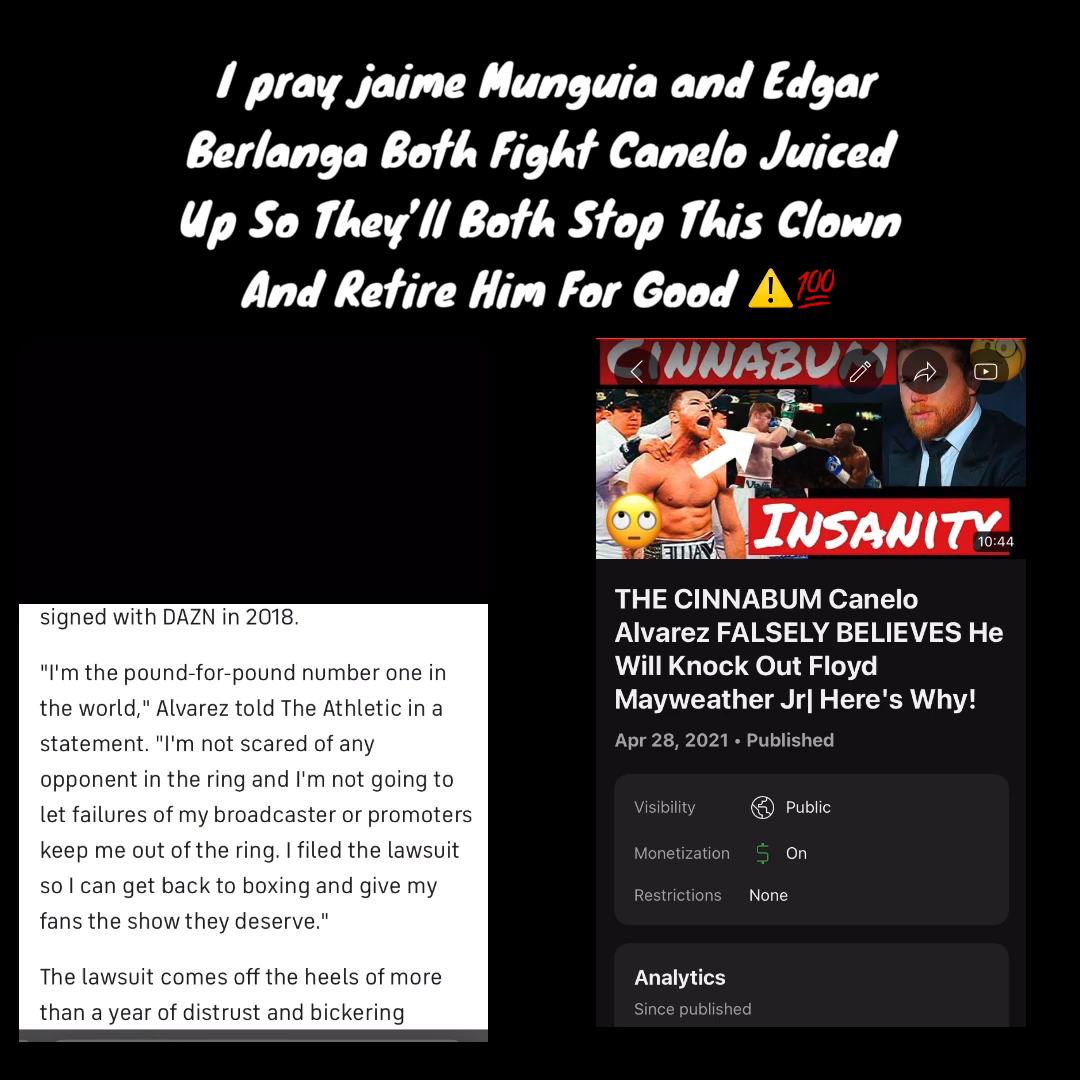 I pray jaime Munguia and Edgar
Berlanga Both Fight Canelo Juiced
Up So They'll Both Stop This Clown
And Retire Him For Good ⚠️💯
signed with DAZN in 2018.
"I'm the pound-for-pound number one in
the world," Alvarez told The Athletic in a
statement. "I'm not scared of any
opponent in the ring and I'm not going to
let failures of my broadcaster or promoters
keep me out of the ring. I filed the lawsuit
so I can get back to boxing and give my
fans the show they deserve."
The lawsuit comes off the heels of more
than a year of distrust and bickering
CINNABUM
INSANITY
10:44
THE CINNABUM Canelo
Alvarez FALSELY BELIEVES He
Will Knock Out Floyd
Mayweather Jr| Here's Why!
Apr 28, 2021 • Published
Visibility Public
Monetization On
Restrictions None
Analytics
Since published